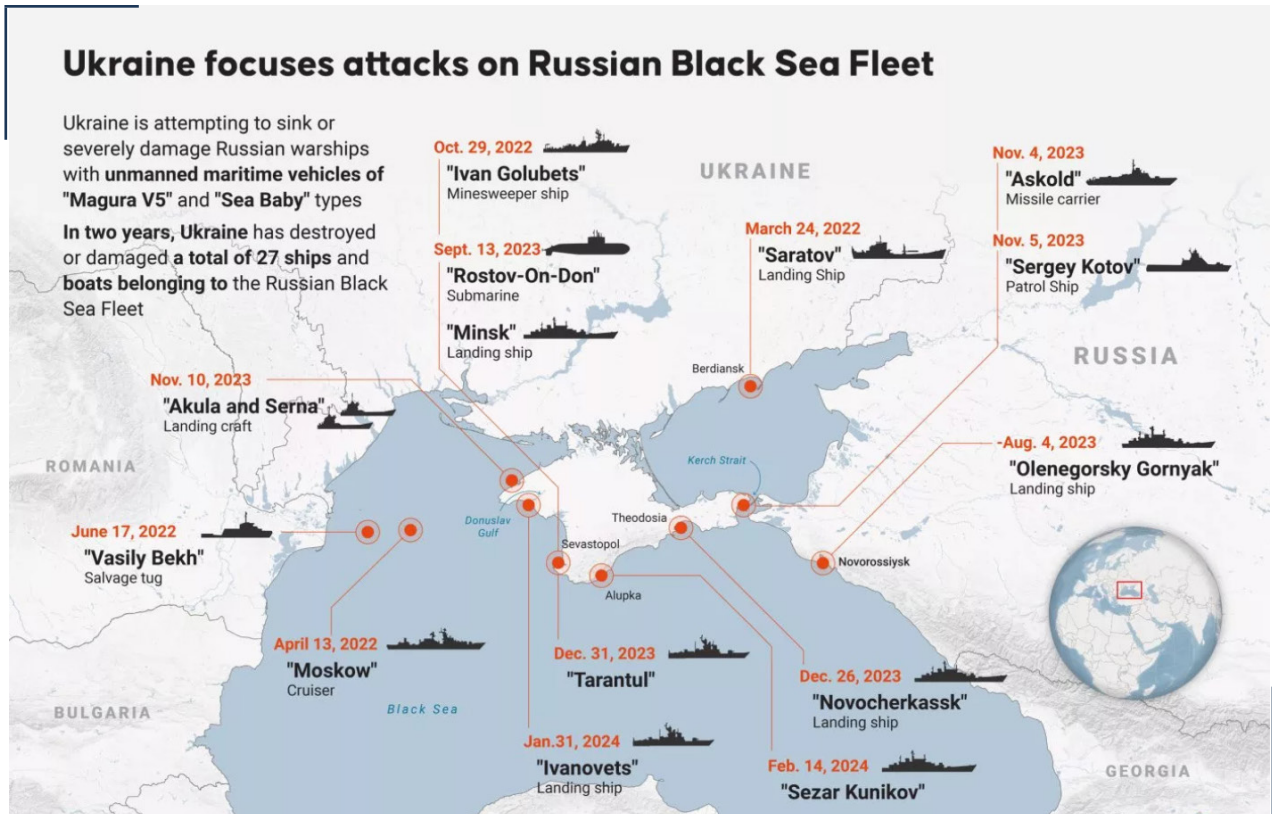 Ukraine focuses attacks on Russian Black Sea Fleet
Ukraine is attempting to sink or
severely damage Russian warships
with unmanned maritime vehicles of
"Magura V5" and "Sea Baby" types
In two years, Ukraine has destroyed
or damaged a total of 27 ships and
boats belonging to the Russian Black
Sea Fleet
Oct. 29, 2022
"Ivan Golubets"
Minesweeper ship
Sept. 13, 2023
"Rostov-On-Don"
Submarine
"Minsk"
Landing ship
UKRAINE
March 24, 2022
"Saratov"
Landing Ship
Nov. 4, 2023
"Askold"
Missile carrier
Nov. 5, 2023
"Sergey Kotov"
Patrol Ship
RUSSIA
Nov. 10, 2023
"Akula and Serna"
Landing craft
Berdiansk
ROMANIA
Kerch Strait
-Aug. 4, 2023
"Olenegorsky Gornyak"
Landing ship
June 17, 2022
"Vasily Bekh"
Salvage tug
Donuslav
Gulf
Theodosia
Sevastopol
Novorossiysk
Alupka
April 13, 2022
"Moskow"
Cruiser
Dec. 31, 2023
"Tarantul"
Dec. 26, 2023
"Novocherkassk"
Landing ship
BULGARIA
Black Sea
Jan.31, 2024
"Ivanovets"
Landing ship
Feb. 14, 2024
"Sezar Kunikov"
GEORGIA